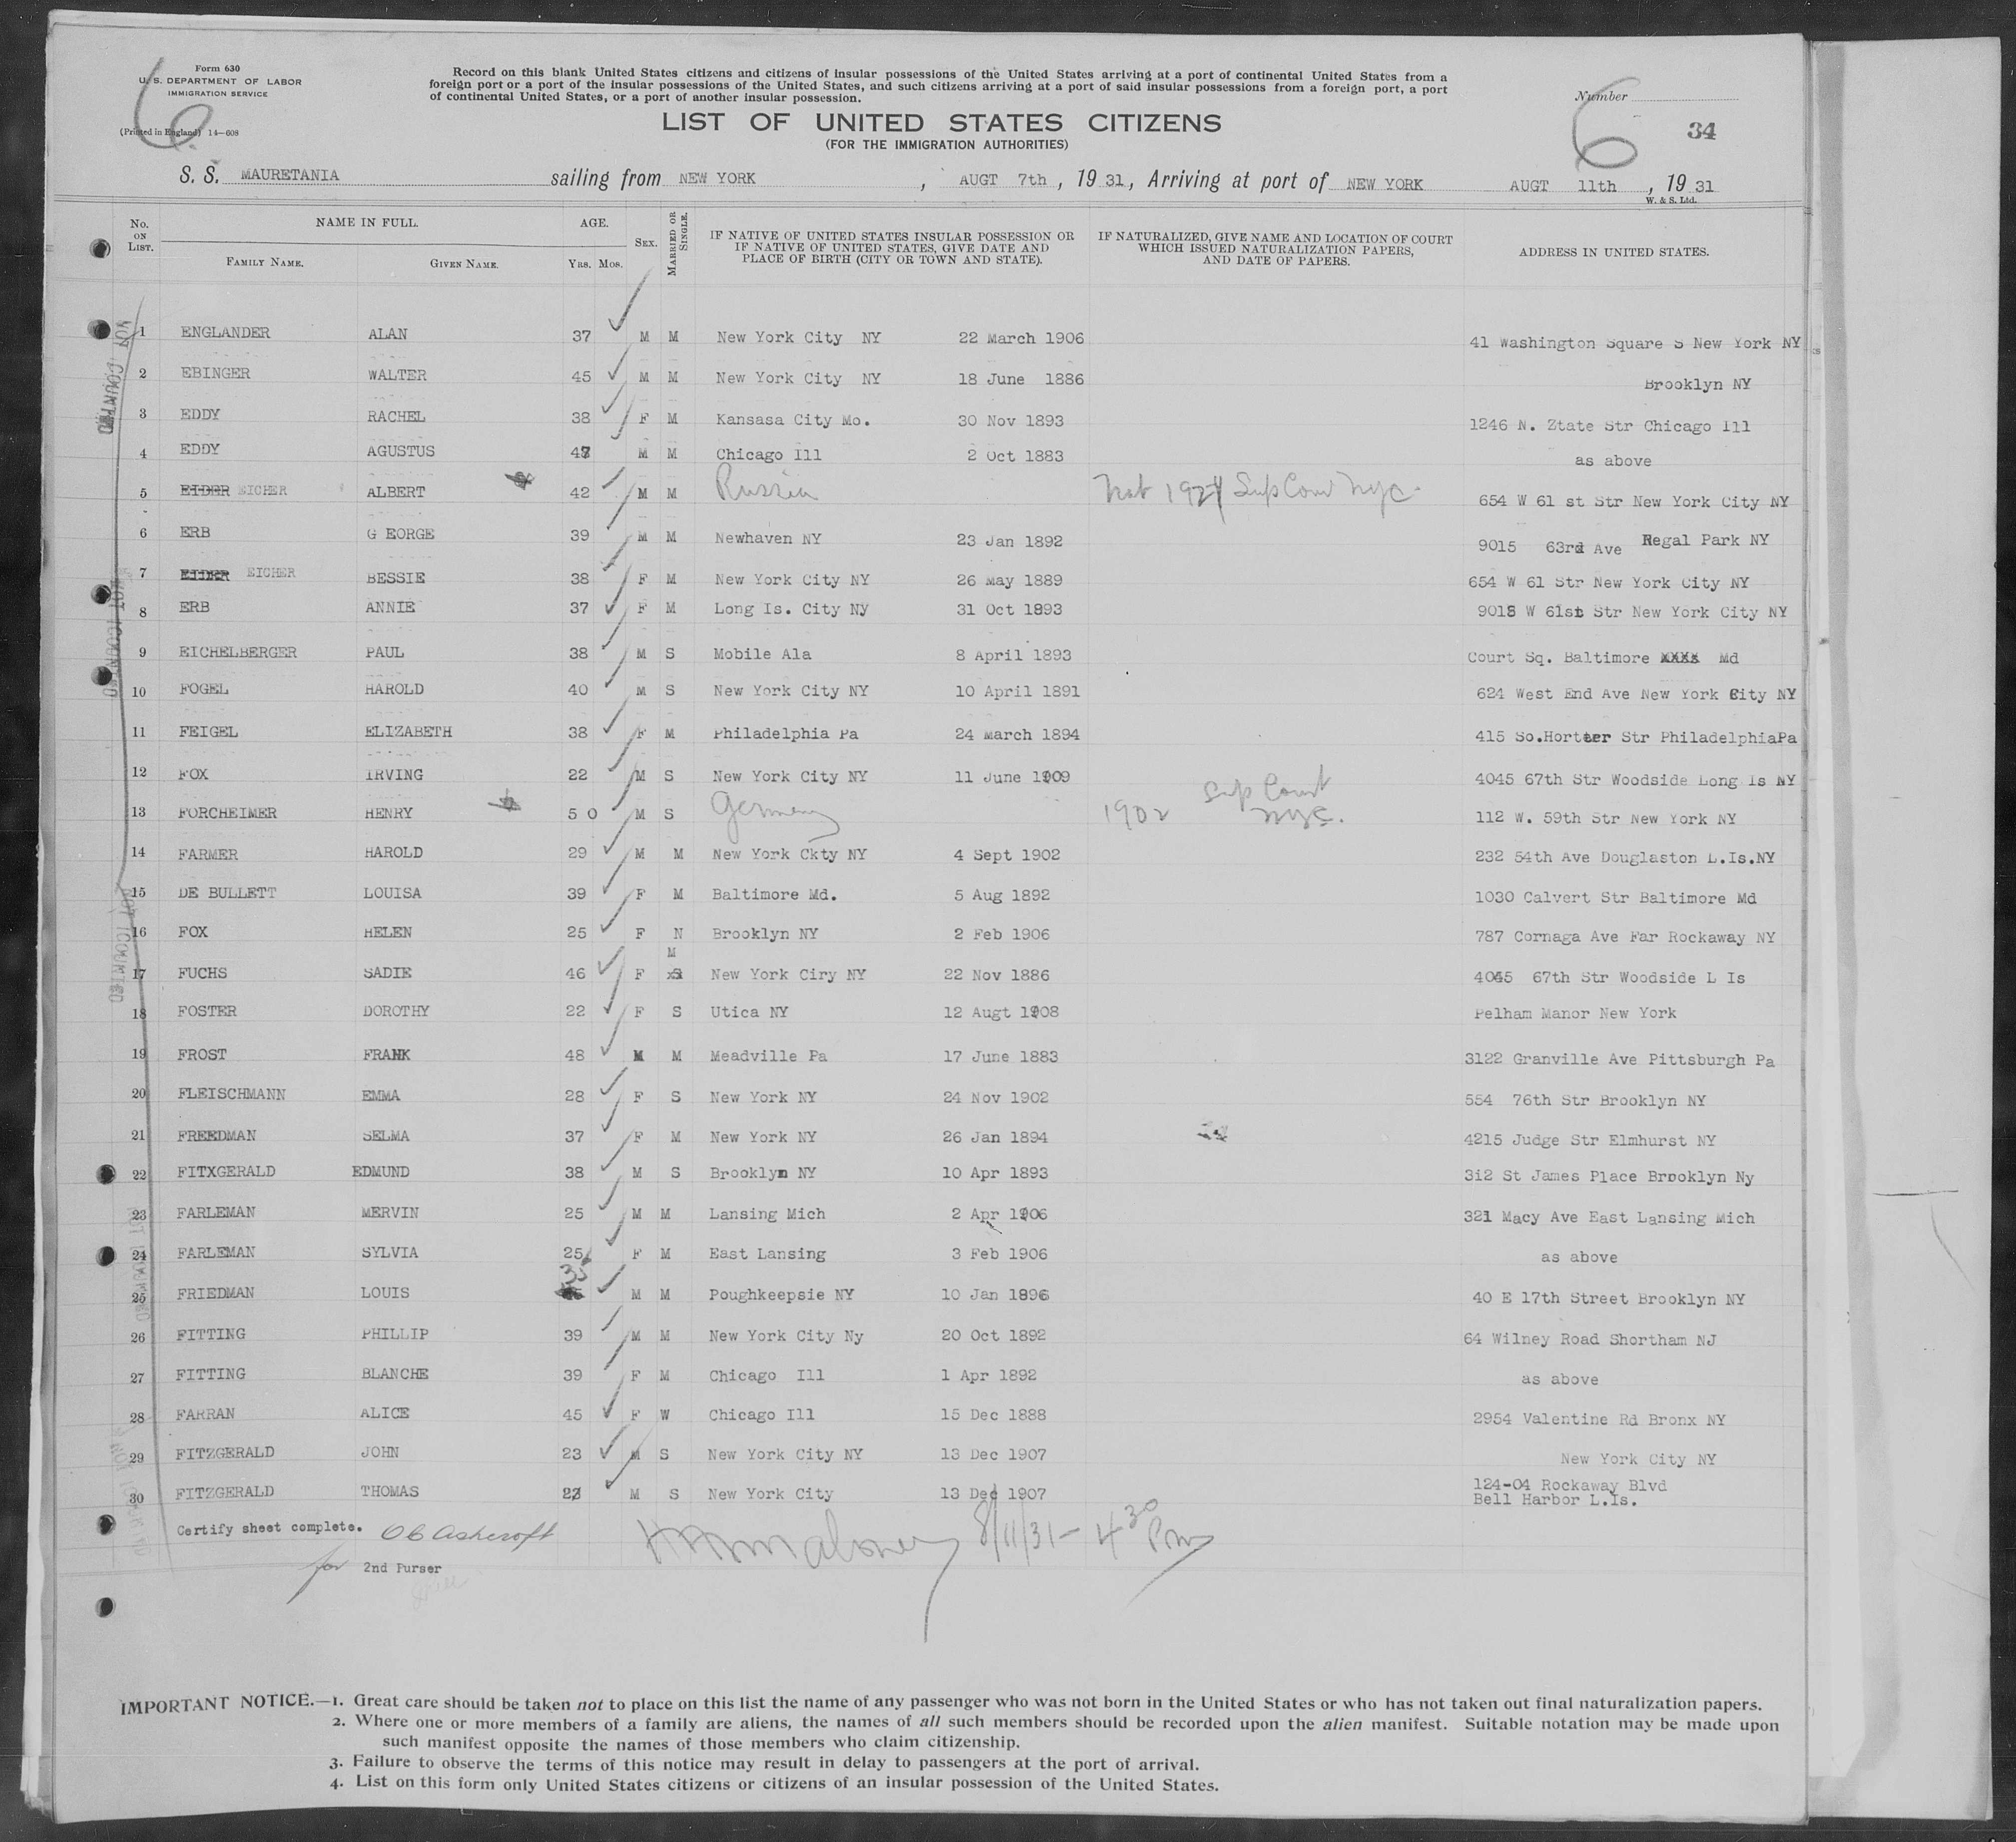 Form 630
U. S. DEPARTMENT OF LABOR
IMMIGRATION SERVICE
(Printed in England) 14—608
6
Record on this blank United States citizens and citizens of insular possessions of the United States arriving at a port of continental United States from a
foreign port or a port of the insular possessions of the United States, and such citizens arriving at a port of said insular possessions from a foreign port, a port
of continental United States, or a port of another insular possession.
Number
6 34
LIST OF UNITED STATES CITIZENS
(FOR THE IMMIGRATION AUTHORITIES)
S. S. MAURETANIA sailing from NEW YORK , AUGT 7th , 19 31, Arriving at port of NEW YORK AUGT 11th , 19 31
W. & S. Ltd.
No. ON LIST. NAME IN FULL. AGE. SEX. MARRIED OR SINGLE. IF NATIVE OF UNITED STATES INSULAR POSSESSION OR IF NATIVE OF UNITED STATES, GIVE DATE AND PLACE OF BIRTH (CITY OR TOWN AND STATE). IF NATURALIZED, GIVE NAME AND LOCATION OF COURT WHICH ISSUED NATURALIZATION PAPERS, AND DATE OF PAPERS. ADDRESS IN UNITED STATES.
FAMILY NAME. GIVEN NAME. YRS. MOS.
1 ENGLANDER ALAN 37 M M New York City NY 22 March 1906 41 Washington Square S New York NY
2 EBINGER WALTER 45 M M New York City NY 18 June 1886 Brooklyn NY
3 EDDY RACHEL 38 F M Kansasa City Mo. 30 Nov 1893 1246 N. Ztate Str Chicago Ill
4 EDDY AGUSTUS 47 M M Chicago Ill 2 Oct 1883 as above
5 EIDER EICHER ALBERT 42 M M Russia Nat 1924 Sup Court NYC. 654 W 61 st Str New York City NY
6 ERB G EORGE 39 M M Newhaven NY 23 Jan 1892 9015 63rd Ave Regal Park NY
7 EIDER EICHER BESSIE 38 F M New York City NY 26 May 1889 654 W 61 Str New York City NY
8 ERB ANNIE 37 F M Long Is. City NY 31 Oct 1893 9018 W 61st Str New York City NY
9 EICHELBERGER PAUL 38 M S Mobile Ala 8 April 1893 Court Sq. Baltimore XXXX Md
10 FOGEL HAROLD 40 M S New York City NY 10 April 1891 624 West End Ave New York City NY
11 FEIGEL ELIZABETH 38 F M Philadelphia Pa 24 March 1894 415 So.Horter Str PhiladelphiaPa
12 FOX IRVING 22 M S New York City NY 11 June 1909 4045 67th Str Woodside Long Is NY
13 FORCHEIMER HENRY 5 0 M S Germany 1902 Sup Court NYC. 112 W. 59th Str New York NY
14 FARMER HAROLD 29 M M New York Ckty NY 4 Sept 1902 232 54th Ave Douglaston L.Is.NY
15 DE BULLETT LOUISA 39 F M Baltimore Md. 5 Aug 1892 1030 Calvert Str Baltimore Md
16 FOX HELEN 25 F N Brooklyn NY 2 Feb 1906 787 Cornaga Ave Far Rockaway NY
17 FUCHS SADIE 46 F M New York Ciry NY 22 Nov 1886 4045 67th Str Woodside L Is
18 FOSTER DOROTHY 22 F S Utica NY 12 Augt 1908 Pelham Manor New York
19 FROST FRANK 48 M M Meadville Pa 17 June 1883 3122 Granville Ave Pittsburgh Pa
20 FLEISCHMANN EMMA 28 F S New York NY 24 Nov 1902 554 76th Str Brooklyn NY
21 FREEDMAN SELMA 37 F M New York NY 26 Jan 1894 4215 Judge Str Elmhurst NY
22 FITXGERALD EDMUND 38 M S Brooklyn NY 10 Apr 1893 3i2 St James Place Brooklyn Ny
23 FARLEMAN MERVIN 25 M M Lansing Mich 2 Apr 1906 321 Macy Ave East Lansing Mich
24 FARLEMAN SYLVIA 25 F M East Lansing 3 Feb 1906 as above
25 FRIEDMAN LOUIS 35 M M Poughkeepsie NY 10 Jan 1896 40 E 17th Street Brooklyn NY
26 FITTING PHILLIP 39 M M New York City Ny 20 Oct 1892 64 Wilney Road Shortham NJ
27 FITTING BLANCHE 39 F M Chicago Ill 1 Apr 1892 as above
28 FARRAN ALICE 45 F W Chicago Ill 15 Dec 1888 2954 Valentine Rd Bronx NY
29 FITZGERALD JOHN 23 M S New York City NY 13 Dec 1907 New York City NY
30 FITZGERALD THOMAS 23 M S New York City 13 Dec 1907 124-04 Rockaway Blvd
Bell Harbor L.Is.
Certify sheet complete. O C Ashcroft
for 2nd Purser
Maloney 8/11/31 — 4 30 Pm
NOT COUNTED
IMPORTANT NOTICE.—1. Great care should be taken not to place on this list the name of any passenger who was not born in the United States or who has not taken out final naturalization papers.
2. Where one or more members of a family are aliens, the names of all such members should be recorded upon the alien manifest. Suitable notation may be made upon
such manifest opposite the names of those members who claim citizenship.
3. Failure to observe the terms of this notice may result in delay to passengers at the port of arrival.
4. List on this form only United States citizens or citizens of an insular possession of the United States.